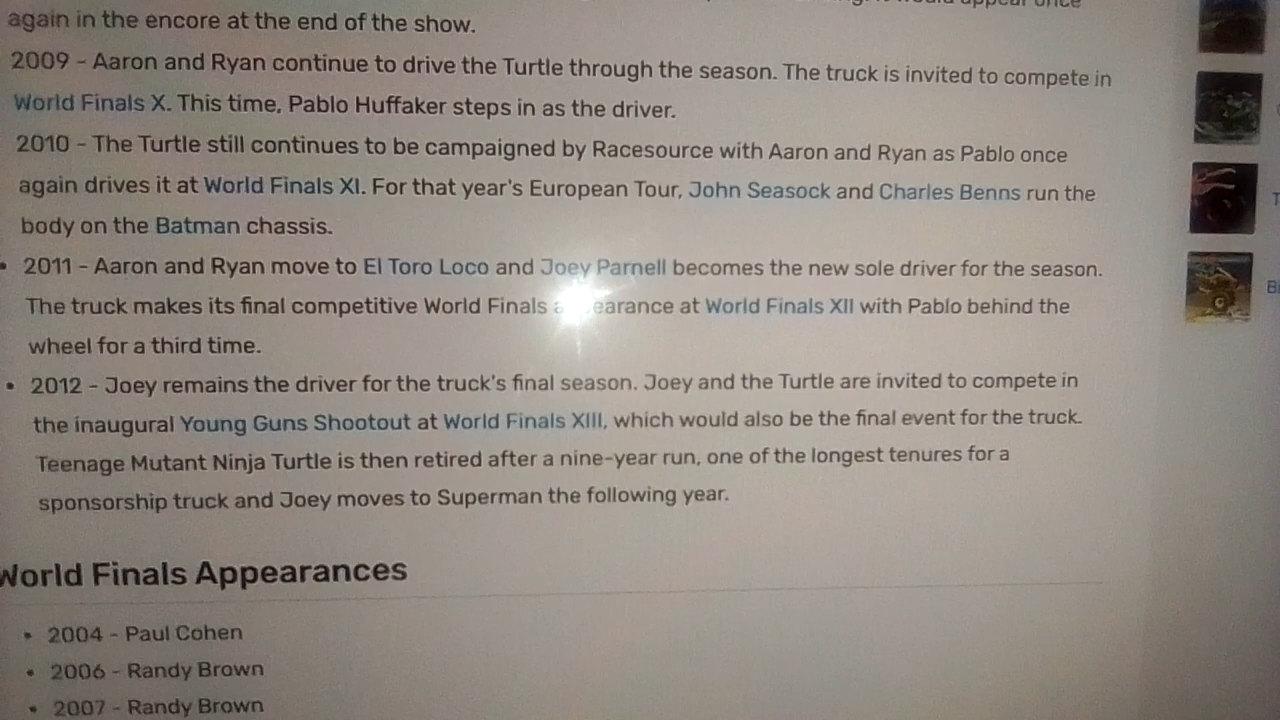 again in the encore at the end of the show.
2009 - Aaron and Ryan continue to drive the Turtle through the season. The truck is invited to compete in
World Finals X. This time, Pablo Huffaker steps in as the driver.
2010 - The Turtle still continues to be campaigned by Racesource with Aaron and Ryan as Pablo once
again drives it at World Finals XI. For that year's European Tour, John Seasock and Charles Benns run the
body on the Batman chassis.
• 2011 - Aaron and Ryan move to El Toro Loco and Joey Parnell becomes the new sole driver for the season.
The truck makes its final competitive World Finals at World Finals XII with Pablo behind the
wheel for a third time.
• 2012 - Joey remains the driver for the truck's final season. Joey and the Turtle are invited to compete in
the inaugural Young Guns Shootout at World Finals XIII, which would also be the final event for the truck.
Teenage Mutant Ninja Turtle is then retired after a nine-year run, one of the longest tenures for a
sponsorship truck and Joey moves to Superman the following year.
World Finals Appearances
• 2004 - Paul Cohen
• 2006 - Randy Brown
• 2007 - Randy Brown